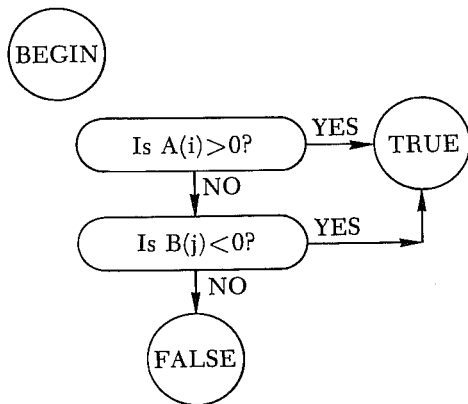 BEGIN
Is A(i)>0?
YES
TRUE
NO
Is B(j)<0?
YES
NO
FALSE